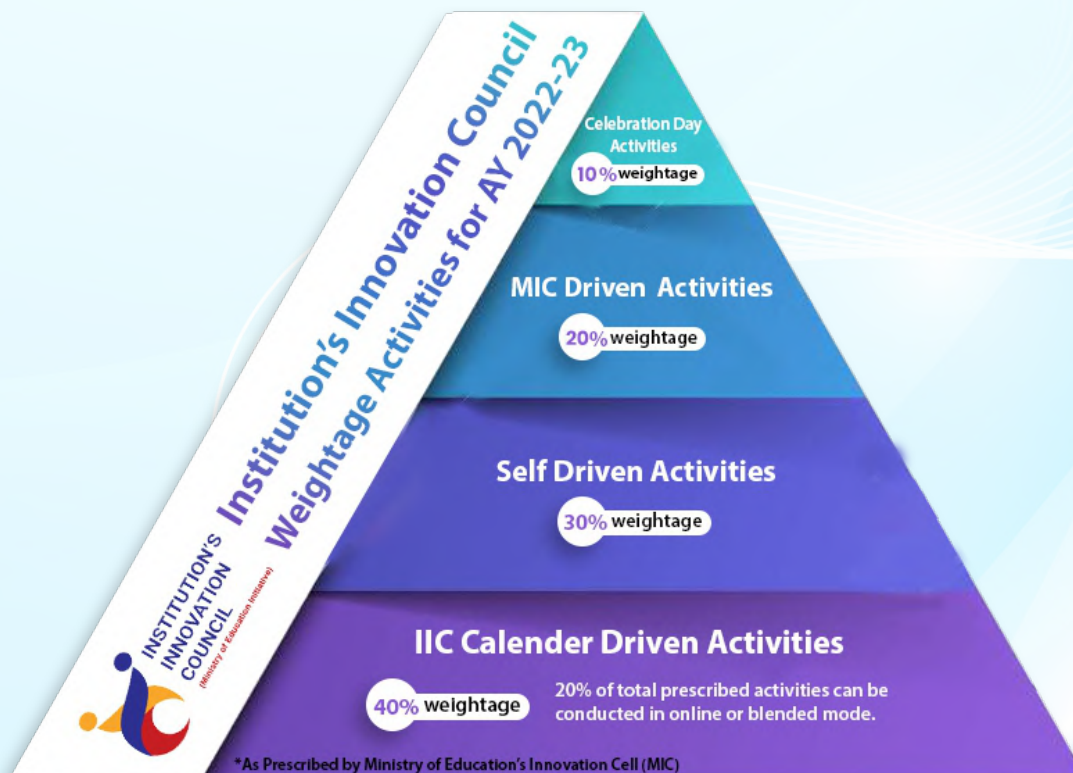 Institution's Innovation Council
Weightage Activities for AY 2022-23
INSTITUTION'S
INNOVATION
COUNCIL
(Ministry of Education Initiative)
Celebration Day
Activities
10% weightage
MIC Driven Activities
20% weightage
Self Driven Activities
30% weightage
IIC Calender Driven Activities
40% weightage
20% of total prescribed activities can be
conducted in online or blended mode.
*As Prescribed by Ministry of Education's Innovation Cell (MIC)